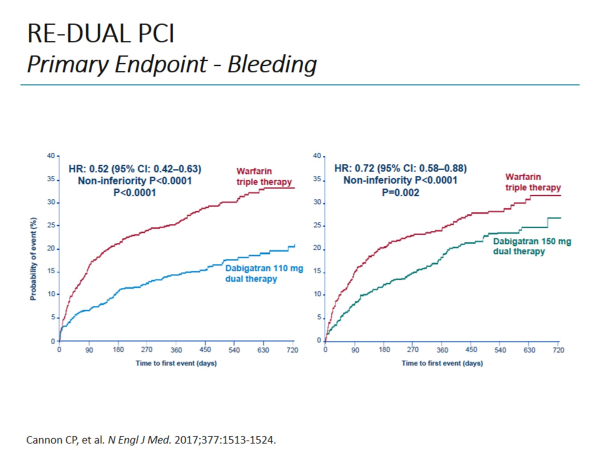 RE-DUAL PCI
Primary Endpoint - Bleeding
HR: 0.52 (95% CI: 0.42–0.63)
Non-inferiority P<0.0001
P<0.0001
Warfarin
triple therapy
Dabigatran 110 mg
dual therapy
Probability of event (%)
40
35
30
25
20
15
10
5
0
0 90 180 270 360 450 540 630 720
Time to first event (days)
HR: 0.72 (95% CI: 0.58–0.88)
Non-inferiority P<0.0001
P=0.002
Warfarin
triple therapy
Dabigatran 150 mg
dual therapy
40
35
30
25
20
15
10
5
0
0 90 180 270 360 450 540 630 720
Time to first event (days)
Cannon CP, et al. N Engl J Med. 2017;377:1513-1524.